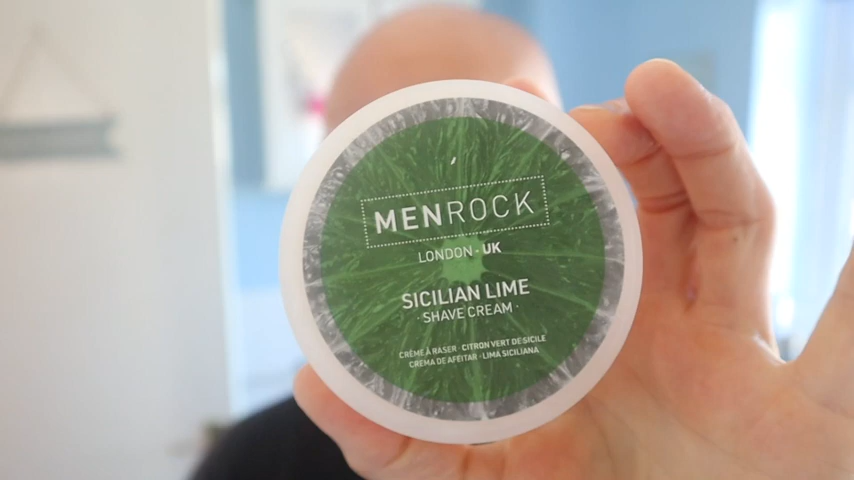 MENROCK
LONDON · UK
SICILIAN LIME
· SHAVE CREAM ·
CRÈME À RASER · CITRON VERT DE SICILE
CREMA DE AFEITAR · LIMA SICILIANA